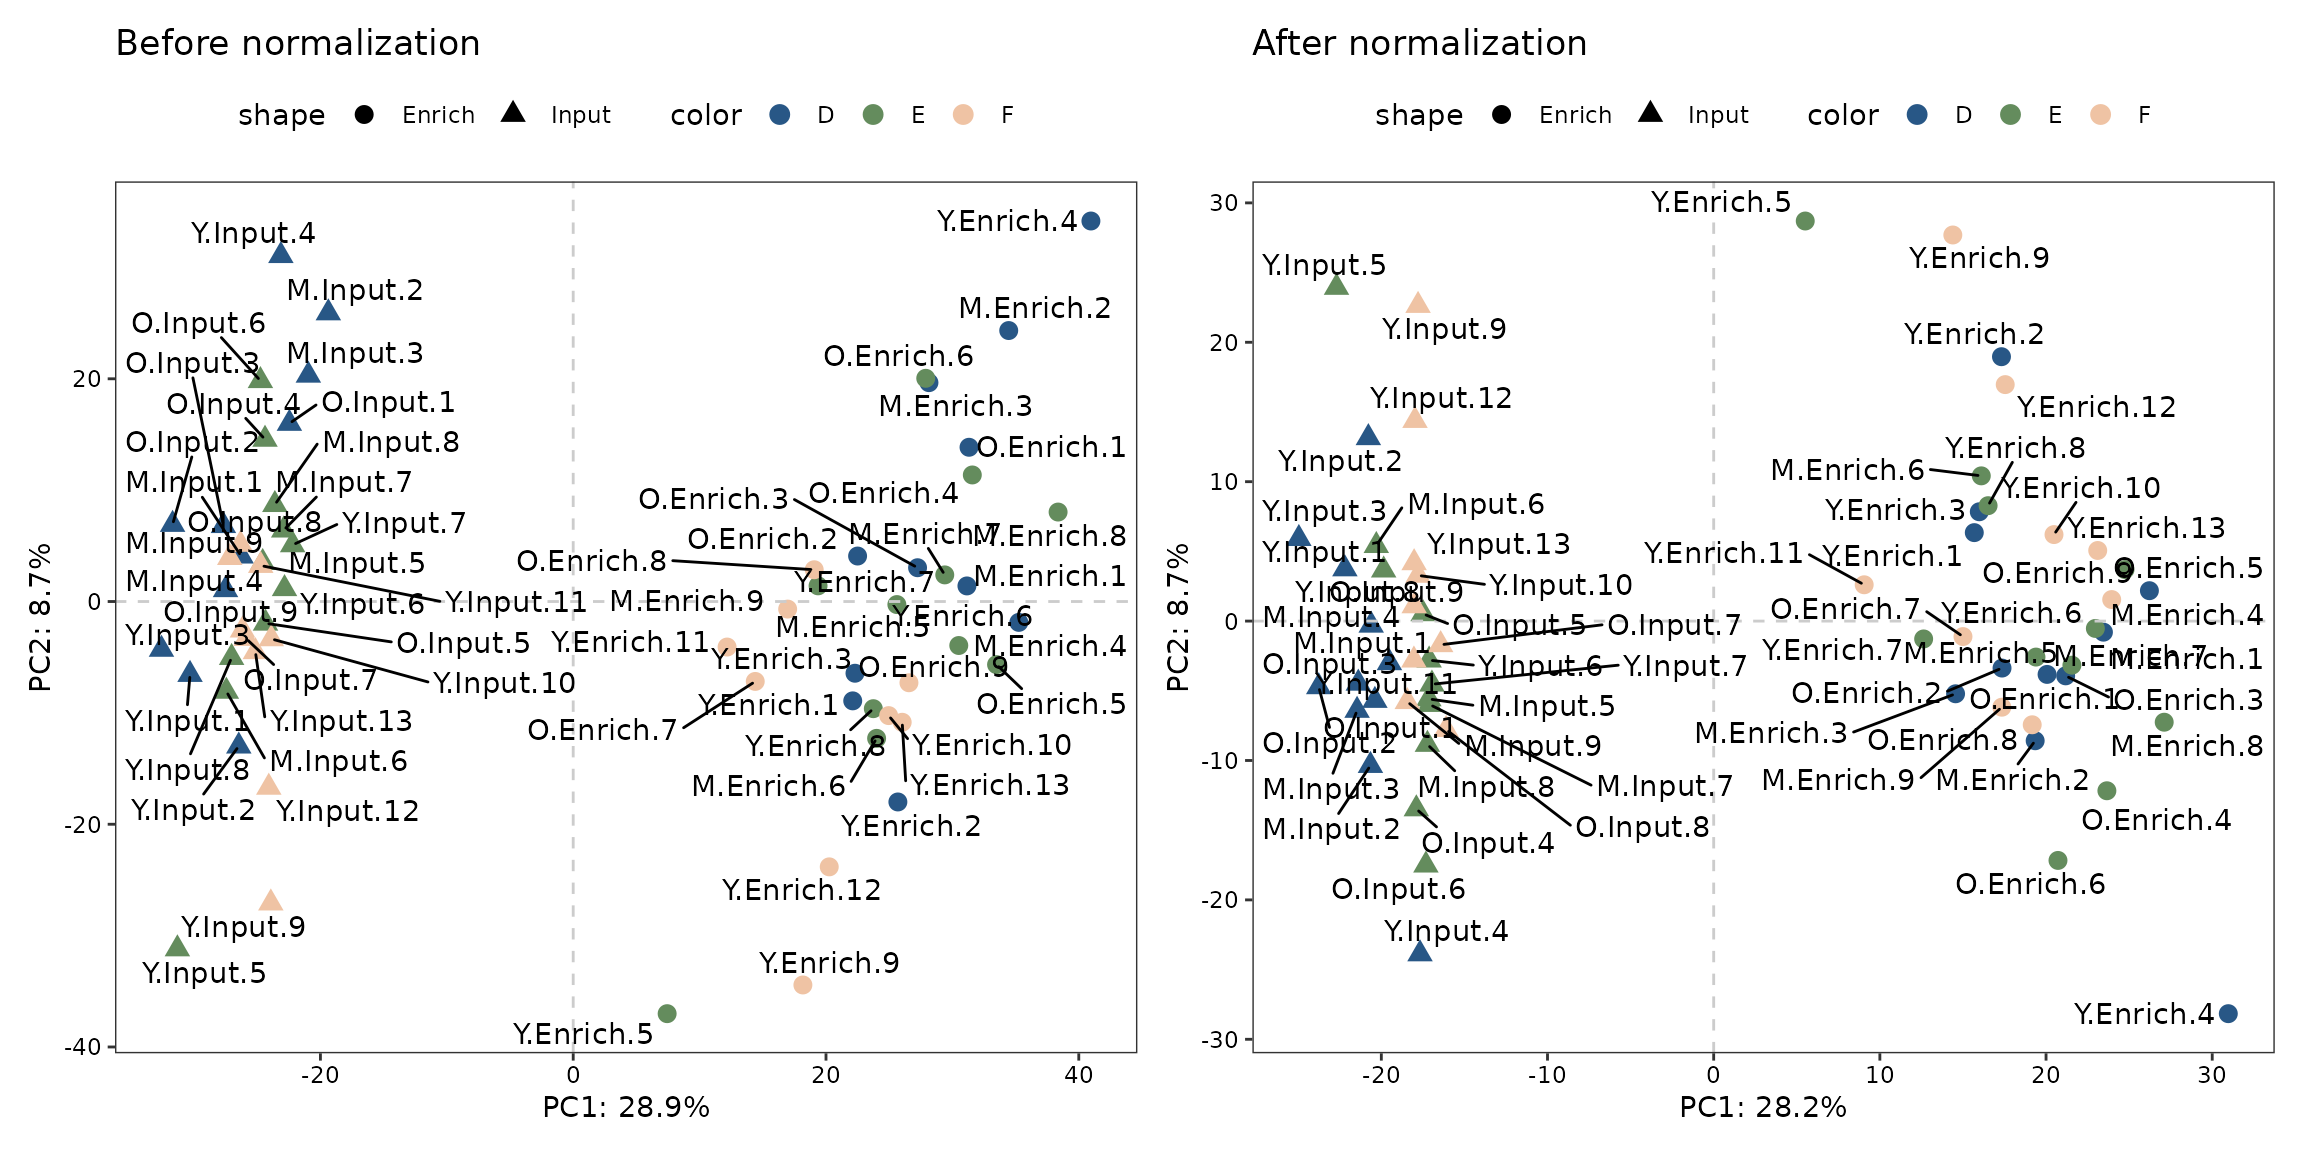 Before normalization
shape Enrich Input color D E F
Y.Input.4
Y.Enrich.4
M.Input.2
M.Enrich.2
O.Input.6
M.Input.3
O.Enrich.6
O.Input.3
20
O.Input.4
O.Input.1
M.Enrich.3
O.Input.2
M.Input.8
O.Enrich.1
M.Input.1
M.Input.7
O.Enrich.3
O.Enrich.4
O.Input.8
Y.Input.7
O.Enrich.2
M.Enrich.7
M.Enrich.8
M.Input.9
M.Input.5
O.Enrich.8
M.Input.4
Y.Enrich.7
M.Enrich.1
0
O.Input.9
Y.Input.6
Y.Input.11
M.Enrich.9
Y.Enrich.6
Y.Input.3
O.Input.5
Y.Enrich.11
M.Enrich.5
M.Enrich.4
O.Input.7
Y.Input.10
Y.Enrich.3
O.Enrich.9
Y.Input.1
Y.Input.13
O.Enrich.7
Y.Enrich.1
O.Enrich.5
Y.Input.8
M.Input.6
Y.Enrich.8
Y.Enrich.10
Y.Input.2
Y.Input.12
M.Enrich.6
Y.Enrich.13
-20
Y.Enrich.2
Y.Enrich.12
Y.Input.9
Y.Input.5
Y.Enrich.9
Y.Enrich.5
-40
-20 0 20 40
PC1: 28.9%
PC2: 8.7%
After normalization
shape Enrich Input color D E F
30
Y.Enrich.5
Y.Enrich.9
Y.Input.5
Y.Input.9
20
Y.Enrich.2
Y.Input.12
Y.Enrich.12
Y.Input.2
Y.Enrich.8
10
M.Enrich.6
Y.Enrich.10
Y.Input.3
M.Input.6
Y.Enrich.3
Y.Enrich.13
Y.Input.1
Y.Input.13
Y.Enrich.11
Y.Enrich.1
O.Enrich.9
O.Enrich.5
Y.Input.8
O.Input.9
Y.Input.10
M.Input.4
O.Input.5
O.Input.7
O.Enrich.7
Y.Enrich.6
M.Enrich.4
0
M.Input.1
O.Input.3
Y.Input.6
Y.Input.7
Y.Enrich.7
M.Enrich.5
M.Enrich.7
M.Enrich.1
Y.Input.11
M.Input.5
O.Enrich.2
O.Enrich.1
O.Enrich.3
O.Input.1
O.Input.2
M.Input.9
M.Enrich.3
O.Enrich.8
M.Enrich.8
-10
M.Input.3
M.Input.8
M.Input.7
M.Enrich.9
M.Enrich.2
M.Input.2
O.Input.4
O.Input.8
O.Enrich.4
O.Input.6
O.Enrich.6
-20
Y.Input.4
Y.Enrich.4
-30
-20 -10 0 10 20 30
PC1: 28.2%
PC2: 8.7%